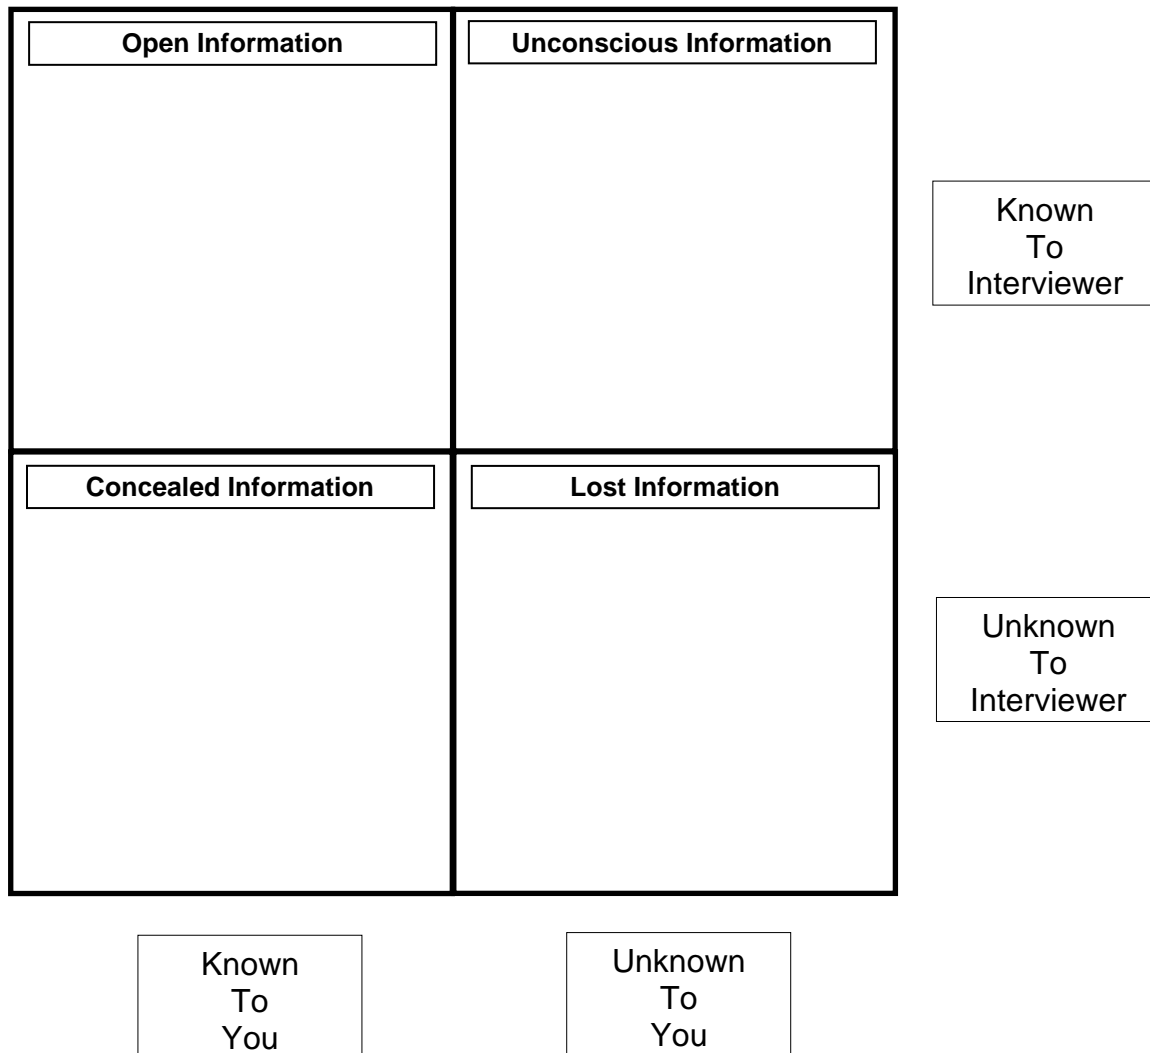 Open Information
Unconscious Information
Known
To
Interviewer
Concealed Information
Lost Information
Unknown
To
Interviewer
Known
To
You
Unknown
To
You